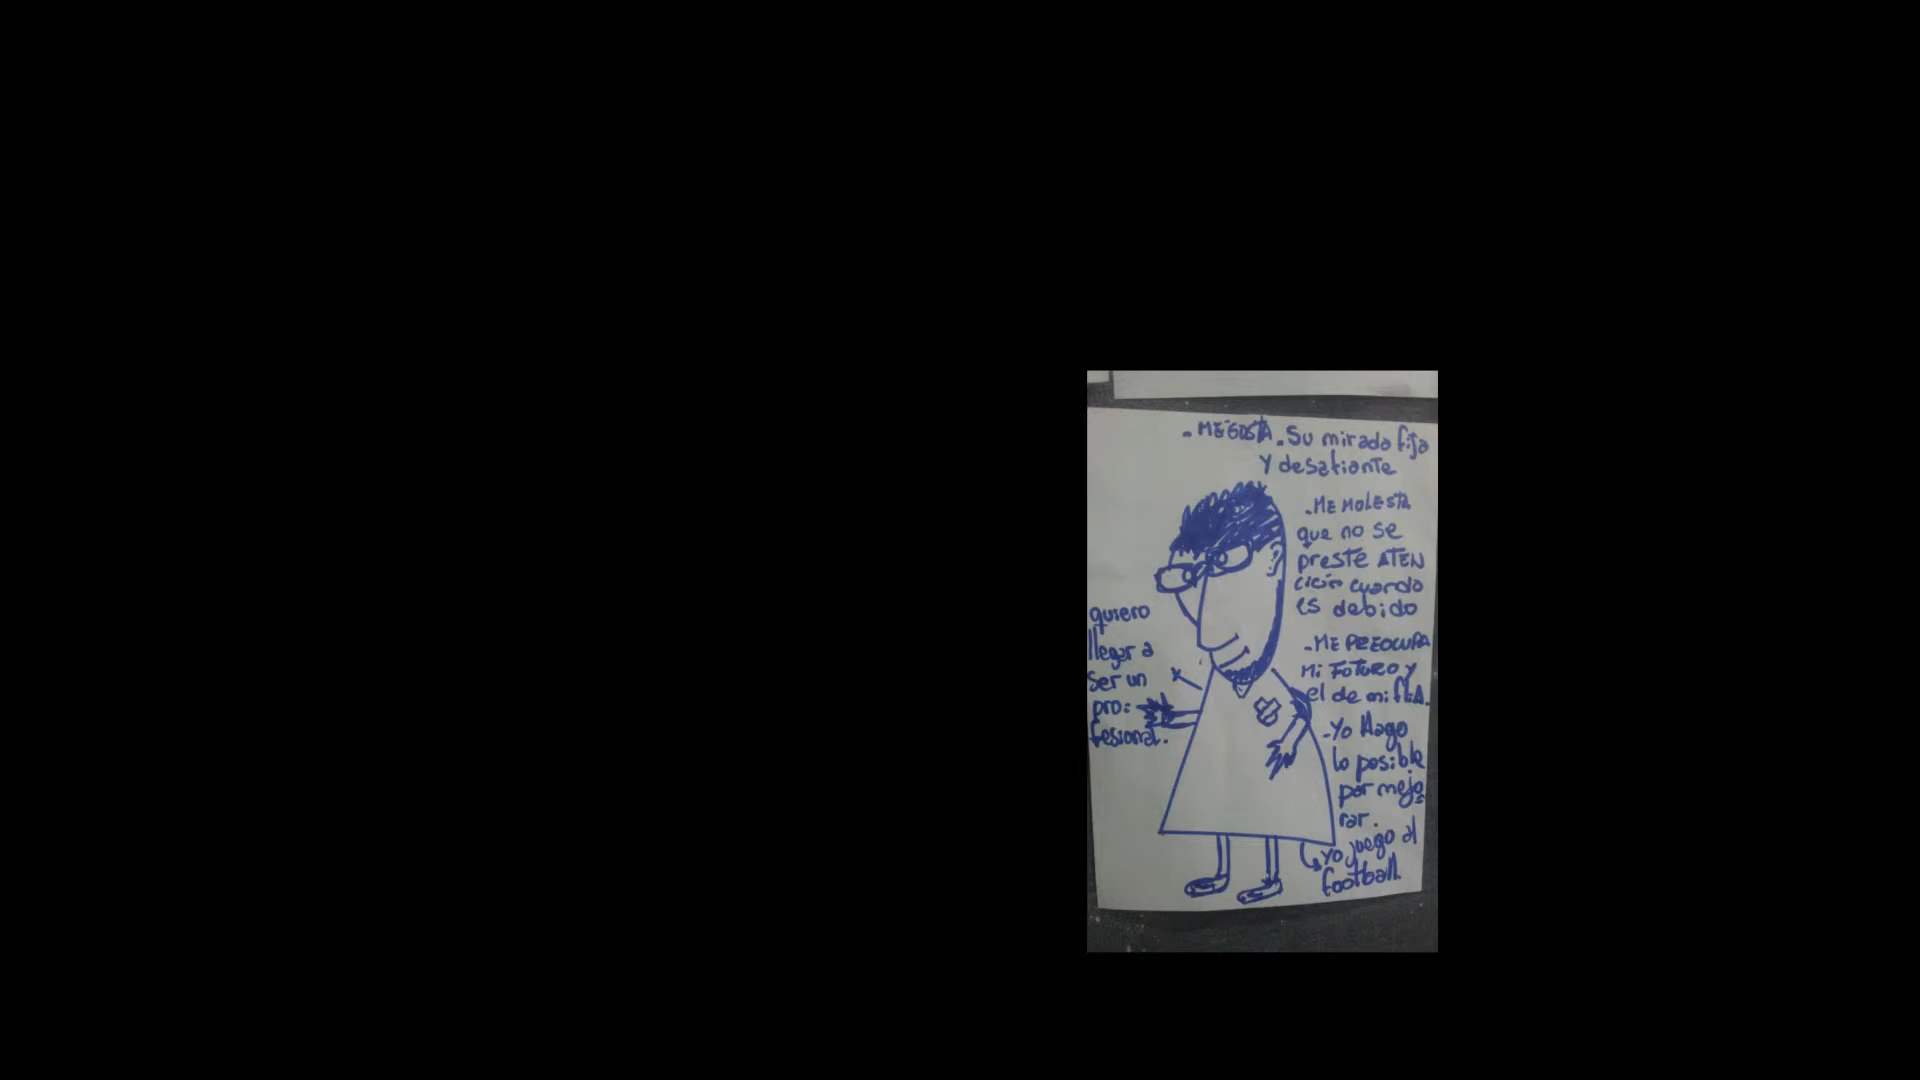 - ME GUSTA. Su mirada fija
Y desafiante
- ME MOLESTA
que no se
preste ATEN
ción cuando
es debido
- ME PREOCUPA
Mi FUTURO y
el de mi fliA.
- Yo Hago
lo posible
por mejo
rar.
Yo juego al
football.
quiero
llegar a
ser un
pro:
fesional.